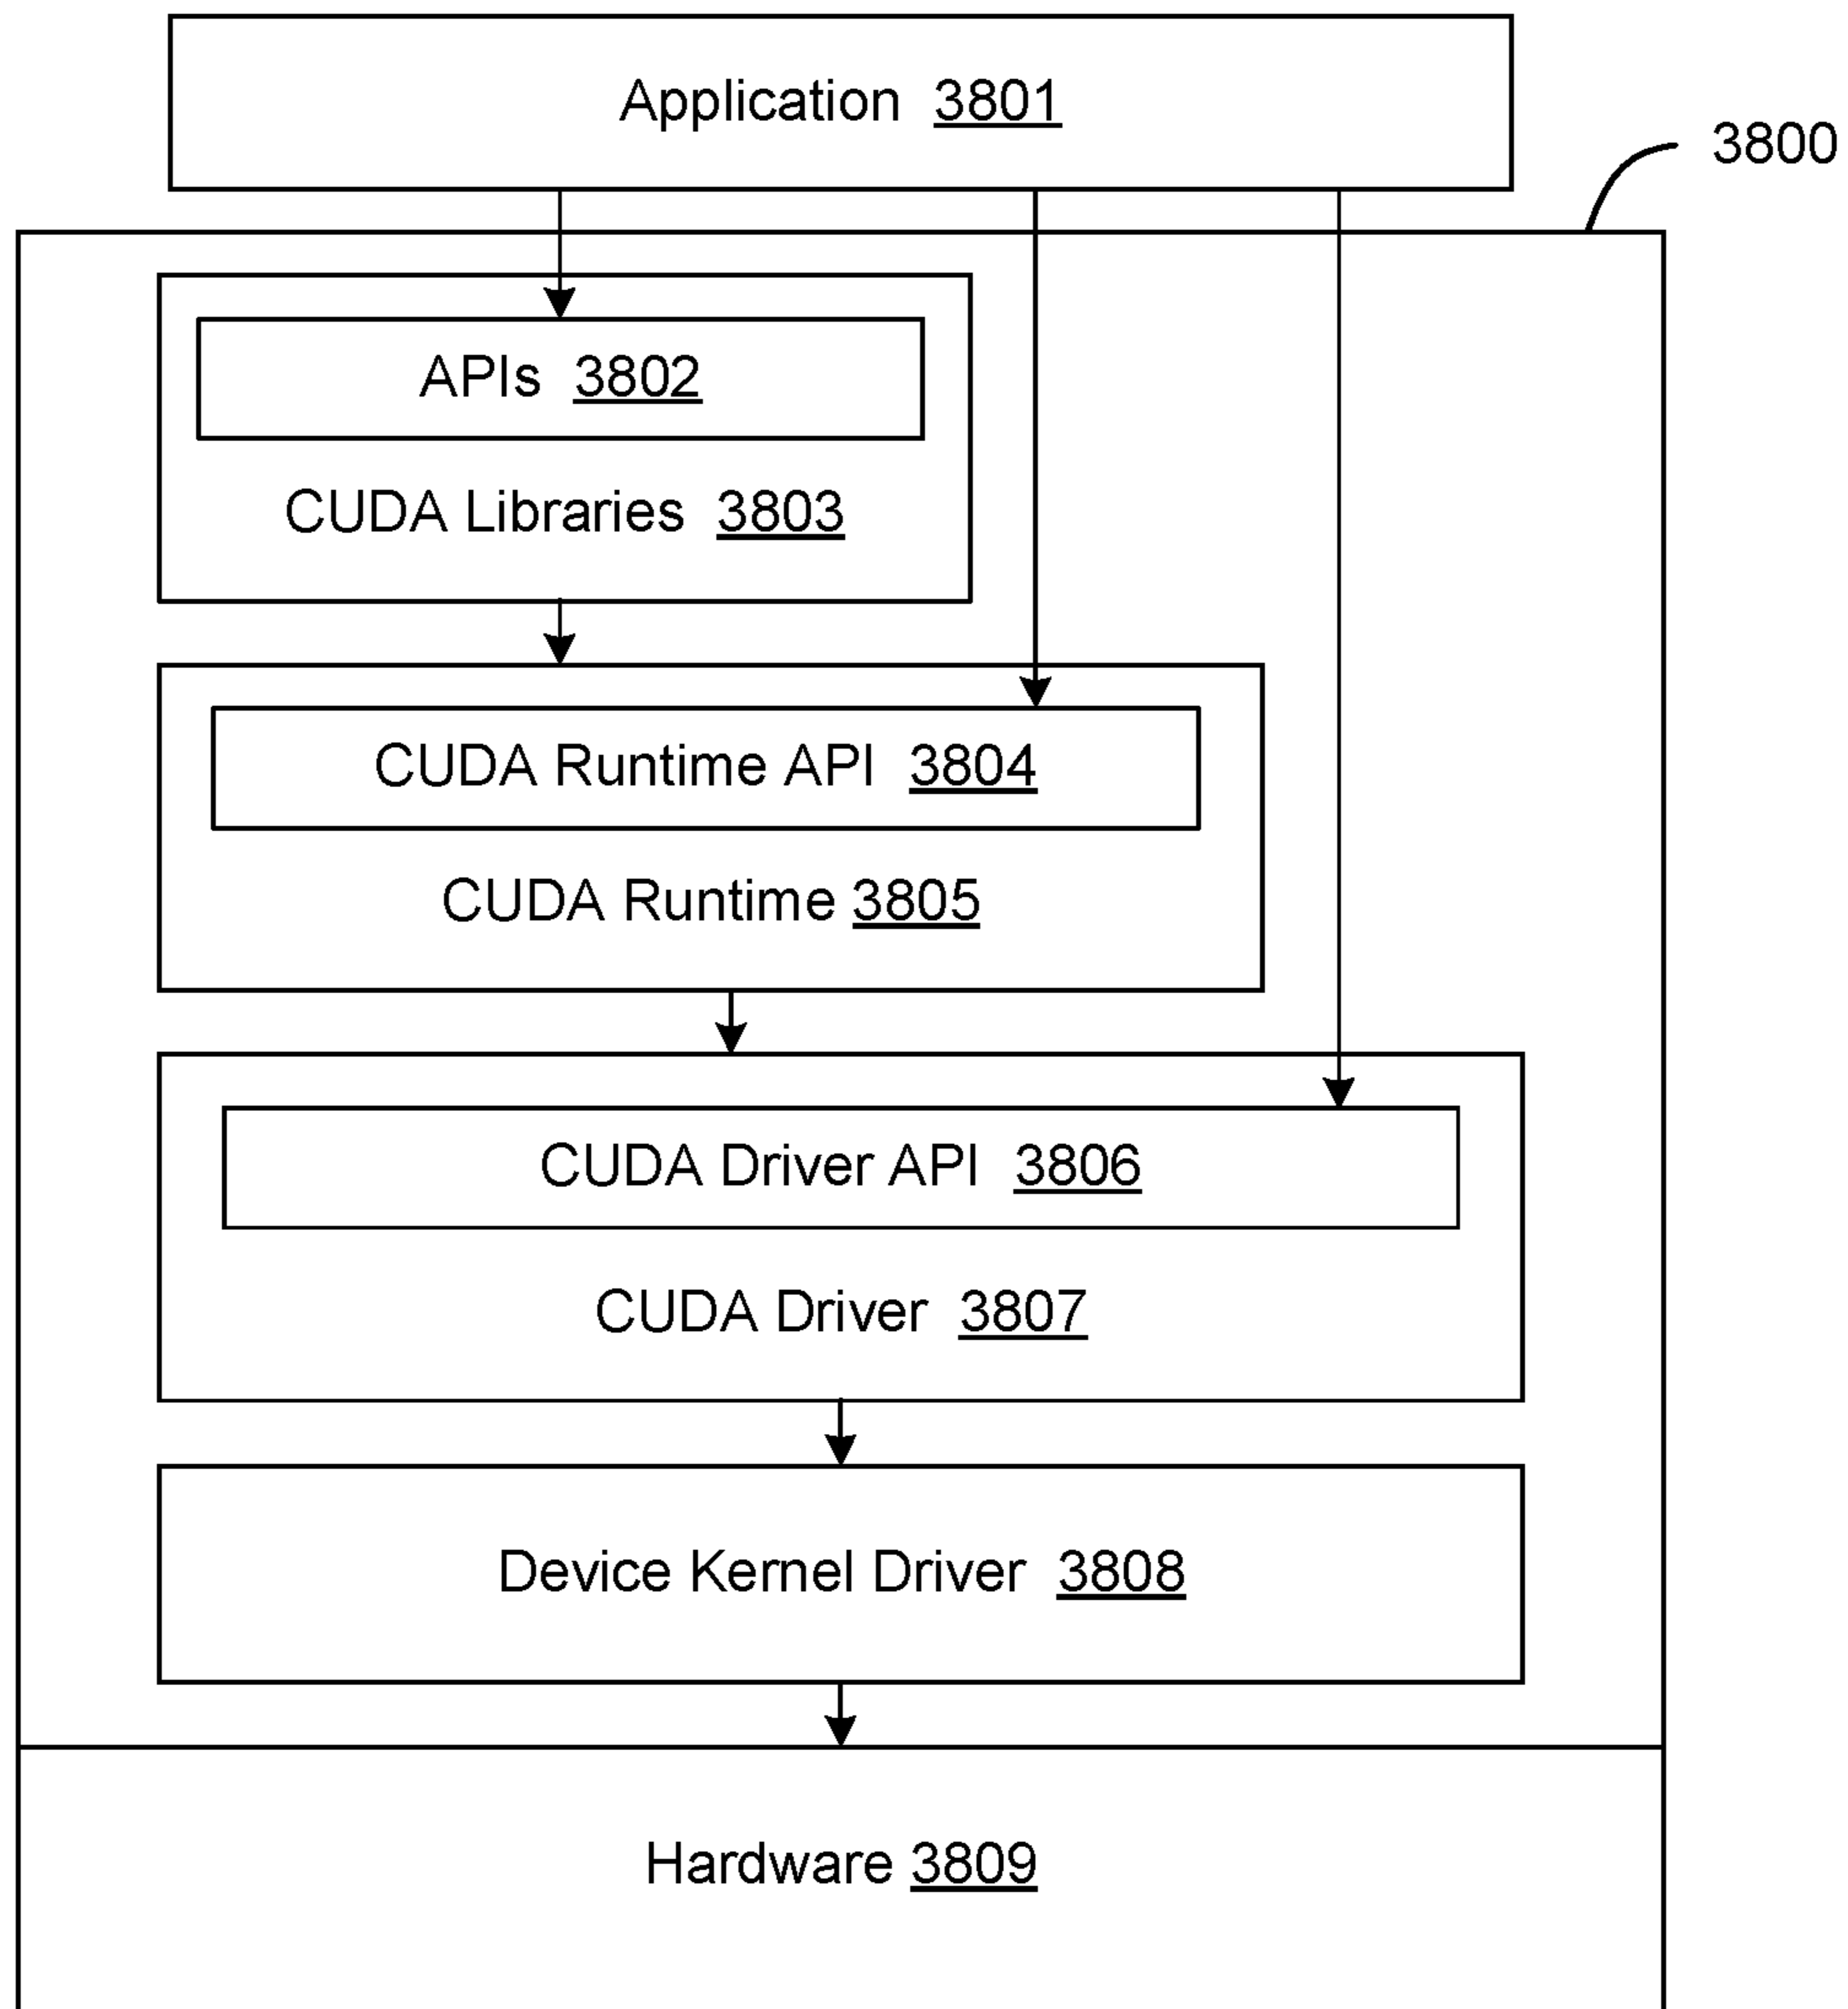 Application 3801
3800
APIs 3802
CUDA Libraries 3803
CUDA Runtime API 3804
CUDA Runtime 3805
CUDA Driver API 3806
CUDA Driver 3807
Device Kernel Driver 3808
Hardware 3809